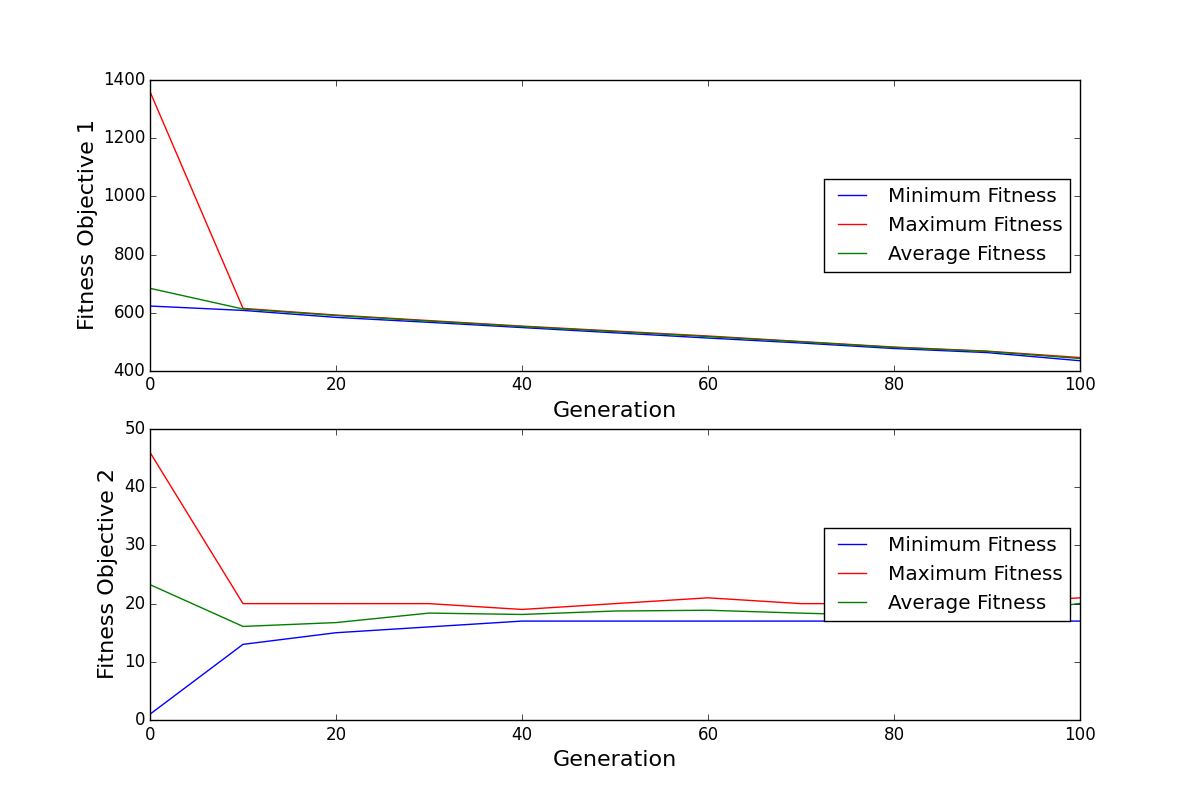 1400
1200
1000
800
600
400
Fitness Objective 1
Minimum Fitness
Maximum Fitness
Average Fitness
0 20 40 60 80 100
Generation
50
40
30
20
10
0
Fitness Objective 2
Minimum Fitness
Maximum Fitness
Average Fitness
0 20 40 60 80 100
Generation